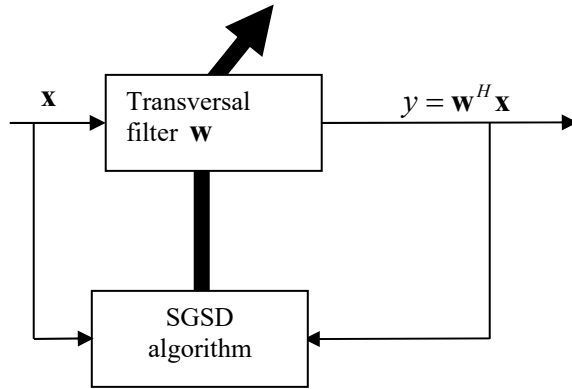 x
Transversal
filter w
y = w^H x
SGSD
algorithm